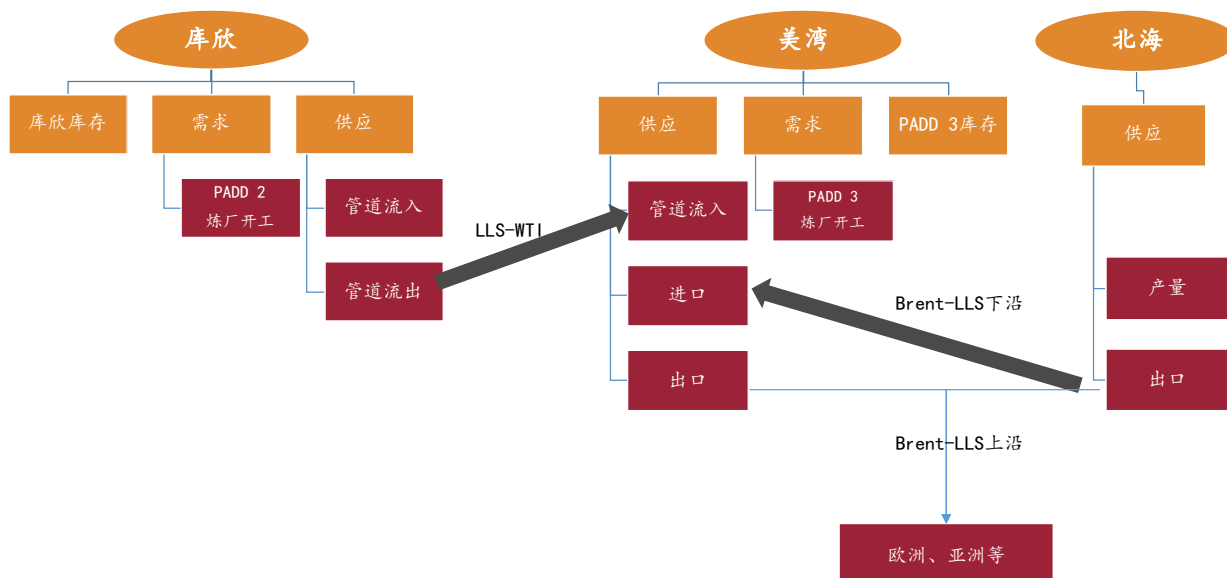 库欣
美湾
北海
库欣库存
需求
供应
供应
需求
PADD 3库存
供应
PADD 2
炼厂开工
管道流入
管道流入
PADD 3
炼厂开工
LLS-WTI
管道流出
进口
Brent-LLS下沿
产量
出口
出口
Brent-LLS上沿
欧洲、亚洲等